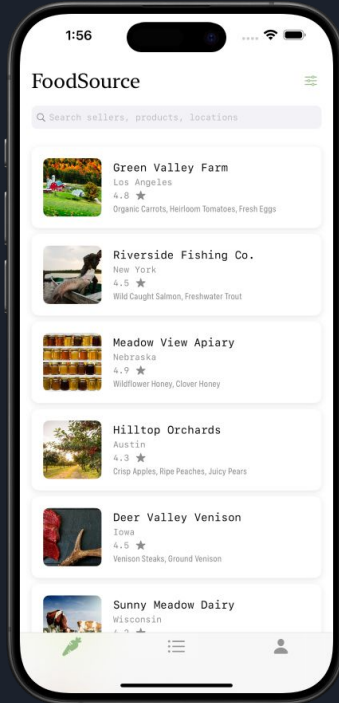 1:56
FoodSource
Search sellers, products, locations
Green Valley Farm
Los Angeles
4.8 ★
Organic Carrots, Heirloom Tomatoes, Fresh Eggs
Riverside Fishing Co.
New York
4.5 ★
Wild Caught Salmon, Freshwater Trout
Meadow View Apiary
Nebraska
4.9 ★
Wildflower Honey, Clover Honey
Hilltop Orchards
Austin
4.3 ★
Crisp Apples, Ripe Peaches, Juicy Pears
Deer Valley Venison
Iowa
4.5 ★
Venison Steaks, Ground Venison
Sunny Meadow Dairy
Wisconsin